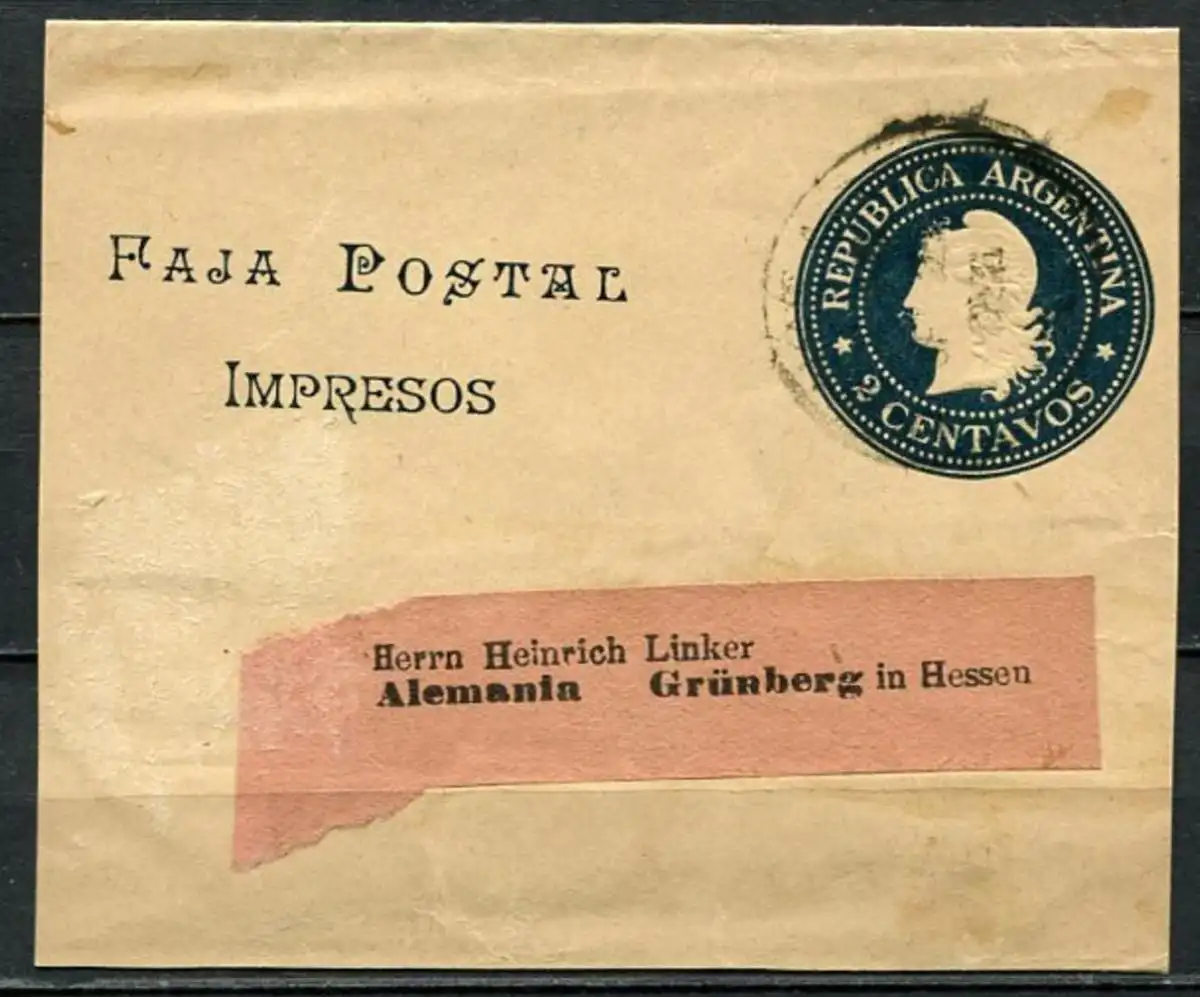 FAJA POSTAL
IMPRESOS
REPUBLICA ARGENTINA
2 CENTAVOS
Herrn Heinrich Linker
Alemania Grünberg in Hessen